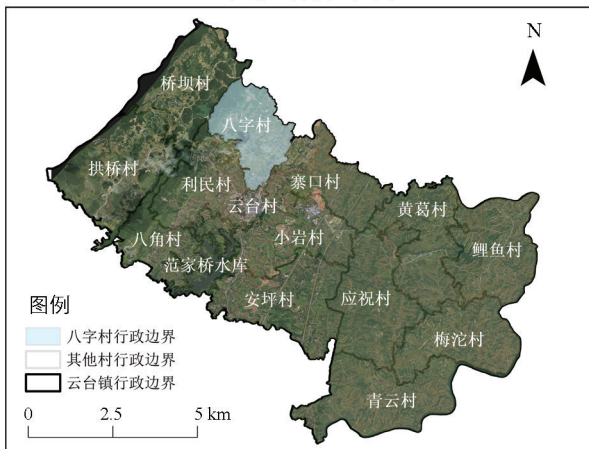 N
桥坝村
八字村
拱桥村
利民村
寨口村
云台村
黄葛村
八角村
小岩村
鲤鱼村
范家桥水库
安坪村
应祝村
梅沱村
青云村
图例
八字村行政边界
其他村行政边界
云台镇行政边界
0 2.5 5 km